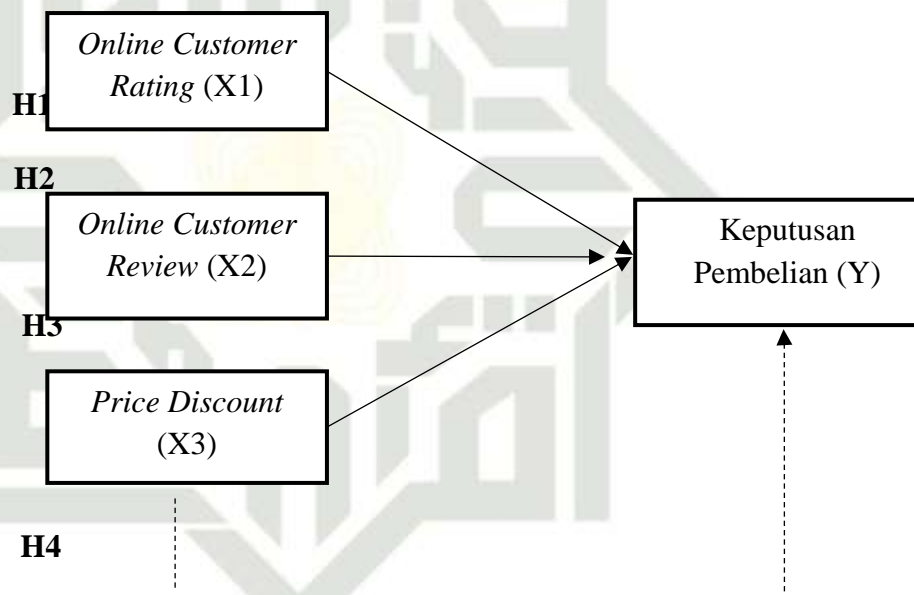 Online Customer
Rating (X1)
H1
H2
Online Customer
Review (X2)
Keputusan
Pembelian (Y)
H3
Price Discount
(X3)
H4